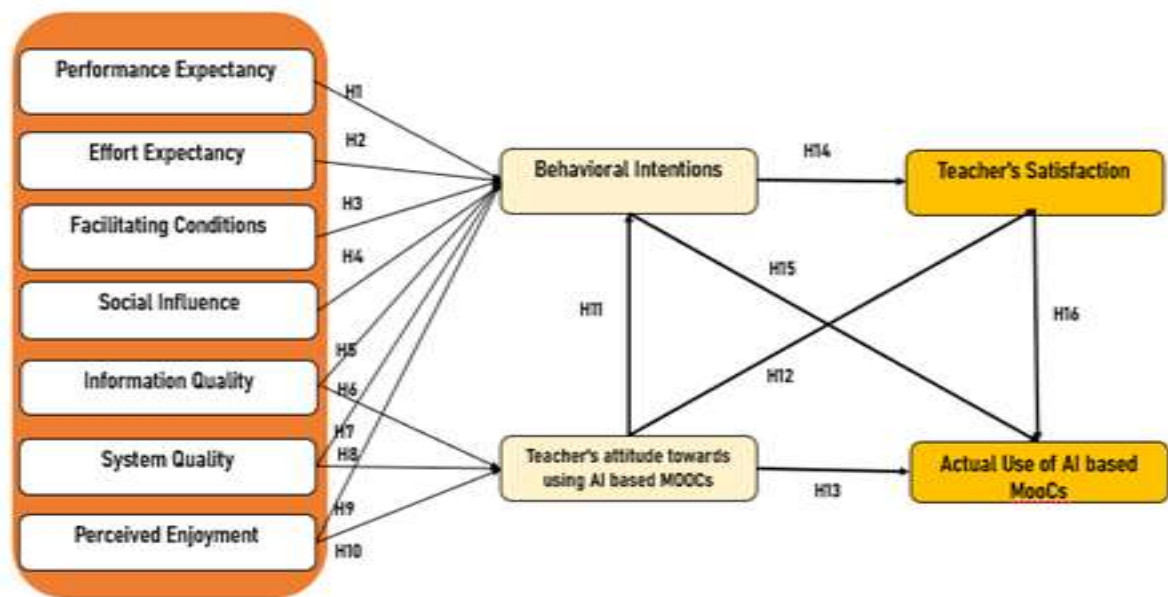 Performance Expectancy
H1
Effort Expectancy
H2
Facilitating Conditions
H3
H4
Social Influence
H5
Information Quality
H6
H7
System Quality
H8
H9
Perceived Enjoyment
H10
Behavioral Intentions
H14
Teacher's Satisfaction
H11
H15
H12
H16
Teacher's attitude towards
using AI based MOOCs
H13
Actual Use of AI based
MooCs